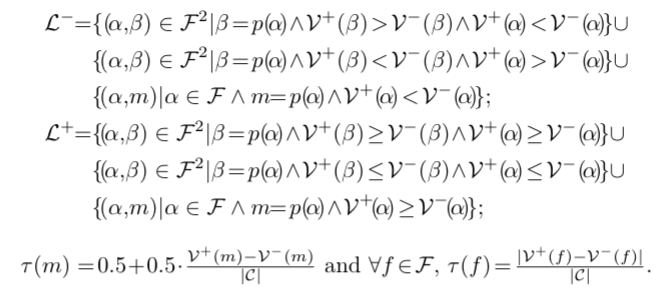 ℒ⁻={(α,β) ∈ ℱ²|β=p(α)∧𝒱⁺(β)>𝒱⁻(β)∧𝒱⁺(α)<𝒱⁻(α)}∪
{(α,β) ∈ ℱ²|β=p(α)∧𝒱⁺(β)<𝒱⁻(β)∧𝒱⁺(α)>𝒱⁻(α)}∪
{(α,m)|α ∈ ℱ ∧ m=p(α)∧𝒱⁺(α)<𝒱⁻(α)};
ℒ⁺={(α,β) ∈ ℱ²|β=p(α)∧𝒱⁺(β)≥𝒱⁻(β)∧𝒱⁺(α)≥𝒱⁻(α)}∪
{(α,β) ∈ ℱ²|β=p(α)∧𝒱⁺(β)≤𝒱⁻(β)∧𝒱⁺(α)≤𝒱⁻(α)}∪
{(α,m)|α ∈ ℱ ∧ m=p(α)∧𝒱⁺(α)≥𝒱⁻(α)};
τ(m) =0.5+0.5·(𝒱⁺(m)−𝒱⁻(m))/|𝒞| and ∀f∈ℱ, τ(f)=|𝒱⁺(f)−𝒱⁻(f)|/|𝒞|.